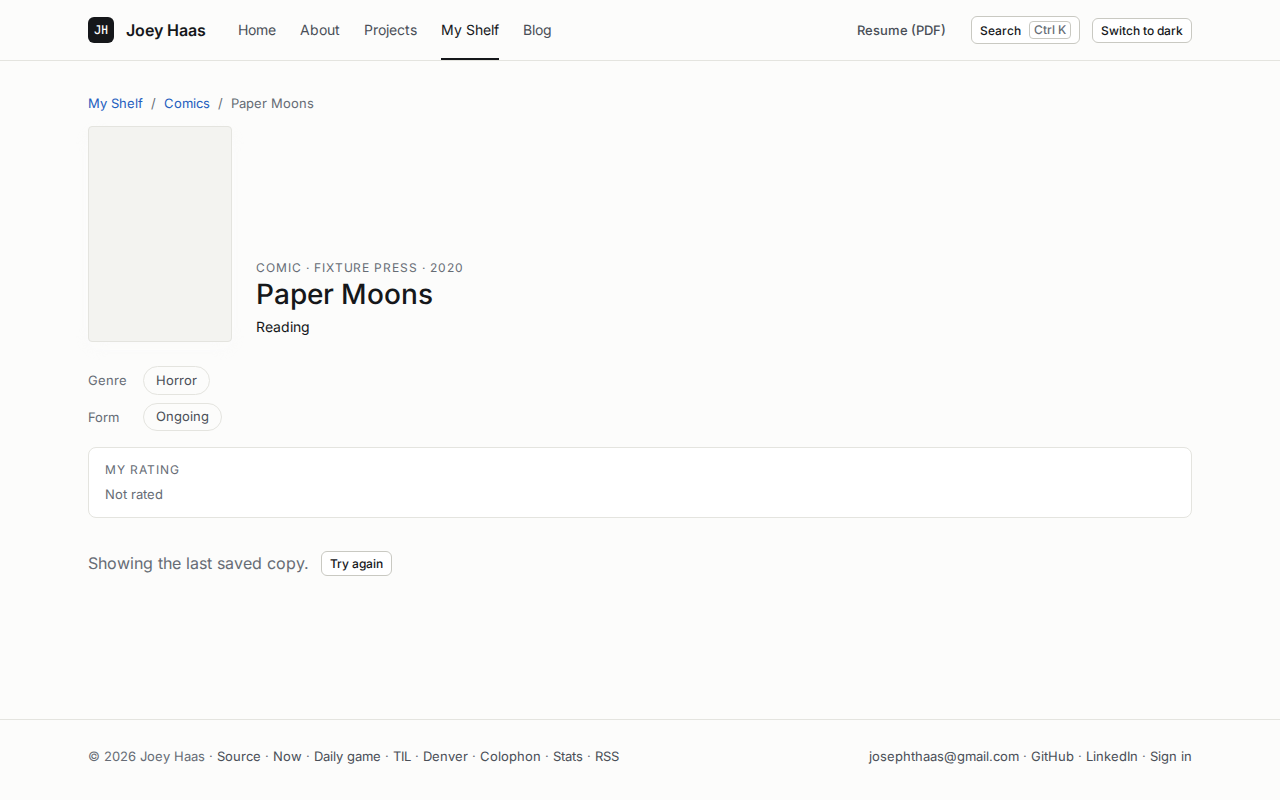 JH Joey Haas Home About Projects My Shelf Blog Resume (PDF) Search Ctrl K Switch to dark
My Shelf / Comics / Paper Moons
COMIC · FIXTURE PRESS · 2020
Paper Moons
Reading
Genre Horror
Form Ongoing
MY RATING
Not rated
Showing the last saved copy. Try again
© 2026 Joey Haas · Source · Now · Daily game · TIL · Denver · Colophon · Stats · RSS josephthaas@gmail.com · GitHub · LinkedIn · Sign in